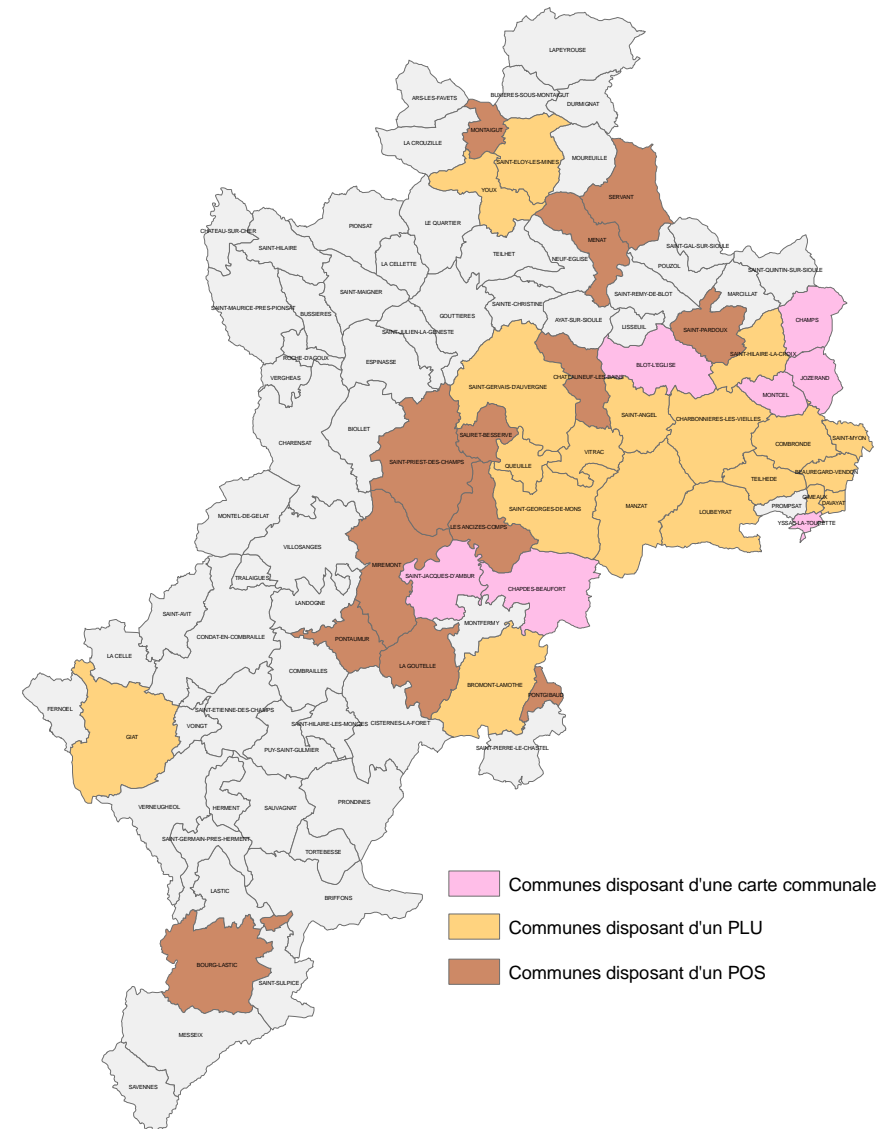 LAPEYROUSE
BUXIERES-SOUS-MONTAIGUT
ARS-LES-FAVETS
DURMIGNAT
MONTAIGUT
LA CROUZILLE
MOUREUILLE
SAINT-ELOY-LES-MINES
YOUX
SERVANT
PIONSAT
LE QUARTIER
CHATEAU-SUR-CHER
SAINT-HILAIRE
MENAT
SAINT-GAL-SUR-SIOULE
TEILHET
NEUF-EGLISE
LA CELLETTE
POUZOL
SAINT-QUINTIN-SUR-SIOULE
SAINT-MAIGNER
SAINT-REMY-DE-BLOT
MARCILLAT
SAINT-MAURICE-PRES-PIONSAT
SAINTE-CHRISTINE
BUSSIERES
GOUTTIERES
AYAT-SUR-SIOULE
CHAMPS
LISSEUIL
SAINT-PARDOUX
SAINT-JULIEN-LA-GENESTE
ROCHE-D'AGOUX
SAINT-HILAIRE-LA-CROIX
ESPINASSE
BLOT-L'EGLISE
VERGHEAS
CHATEAUNEUF-LES-BAINS
JOZERAND
SAINT-GERVAIS-D'AUVERGNE
MONTCEL
SAINT-ANGEL
CHARBONNIERES-LES-VIEILLES
BIOLLET
SAURET-BESSERVE
SAINT-MYON
CHARENSAT
COMBRONDE
VITRAC
SAINT-PRIEST-DES-CHAMPS
QUEUILLE
BEAUREGARD-VENDON
TEILHEDE
GIMEAUX
DAVAYAT
MANZAT
PROMPSAT
SAINT-GEORGES-DE-MONS
LOUBEYRAT
MONTEL-DE-GELAT
YSSAC-LA-TOURETTE
LES ANCIZES-COMPS
VILLOSANGES
MIREMONT
TRALAIGUES
SAINT-JACQUES-D'AMBUR
CHAPDES-BEAUFORT
LANDOGNE
SAINT-AVIT
MONTFERMY
CONDAT-EN-COMBRAILLE
PONTAUMUR
LA CELLE
LA GOUTELLE
COMBRAILLES
BROMONT-LAMOTHE
PONTGIBAUD
FERNOEL
SAINT-ETIENNE-DES-CHAMPS
SAINT-HILAIRE-LES-MONGES
CISTERNES-LA-FORET
VOINGT
GIAT
PUY-SAINT-GULMIER
SAINT-PIERRE-LE-CHASTEL
PRONDINES
VERNEUGHEOL
HERMENT
SAUVAGNAT
SAINT-GERMAIN-PRES-HERMENT
TORTEBESSE
LASTIC
BRIFFONS
Communes disposant d'une carte communale
Communes disposant d'un PLU
BOURG-LASTIC
Communes disposant d'un POS
SAINT-SULPICE
MESSEIX
SAVENNES